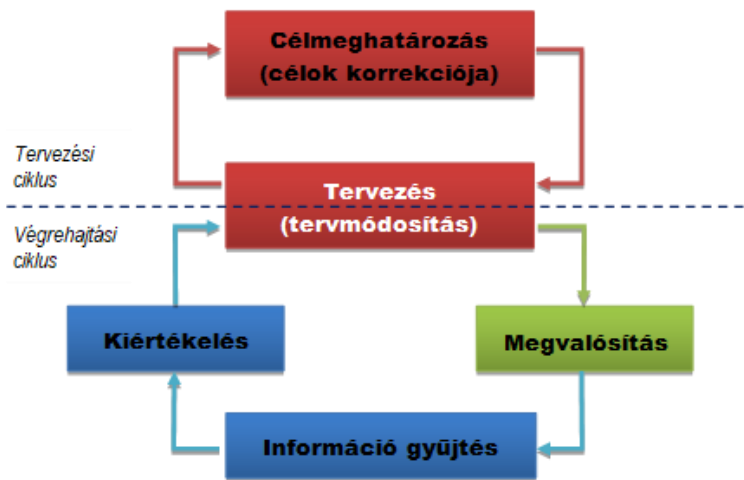 Célmeghatározás
(célok korrekciója)
Tervezési
ciklus
Tervezés
(tervmódosítás)
Végrehajtási
ciklus
Kiértékelés
Megvalósítás
Információ gyűjtés